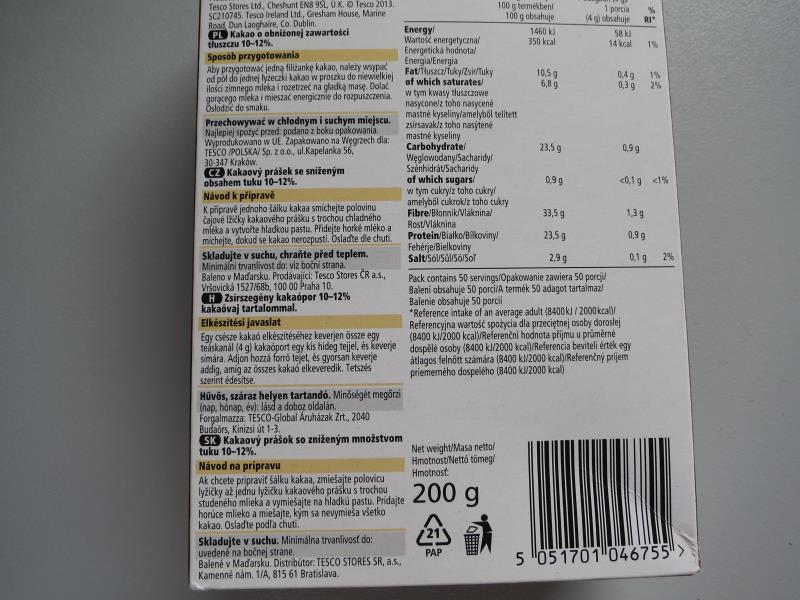 Tesco Stores Ltd., Cheshunt EN8 9SL, U.K. © Tesco 2013.
SC210745. Tesco Ireland Ltd., Gresham House, Marine
Road, Dun Laoghaire, Co. Dublin.
PL Kakao o obniżonej zawartości
tłuszczu 10–12%.
Sposób przygotowania
Aby przygotować jedną filiżankę kakao, należy wsypać
od pół do jednej łyżeczki kakao w proszku do niewielkiej
ilości zimnego mleka i rozetrzeć na gładką masę. Dolać
gorącego mleka i mieszać energicznie do rozpuszczenia.
Osłodzić do smaku.
Przechowywać w chłodnym i suchym miejscu.
Najlepiej spożyć przed: podano z boku opakowania.
Wyprodukowano w UE. Zapakowano na Węgrzech dla:
TESCO /POLSKA/ Sp. z o.o., ul.Kapelanka 56,
30-347 Kraków.
CZ Kakaový prášek se sníženým
obsahem tuku 10–12%.
Návod k přípravě
K přípravě jednoho šálku kakaa smíchejte polovinu
čajové lžičky kakaového prášku s trochou chladného
mléka a vytvořte hladkou pastu. Přidejte horké mléko a
míchejte, dokud se kakao nerozpustí. Oslaďte dle chuti.
Skladujte v suchu, chraňte před teplem.
Minimální trvanlivost do: viz boční strana.
Baleno v Maďarsku. Prodávající: Tesco Stores ČR a.s.,
Vršovická 1527/68b, 100 00 Praha 10.
H Zsírszegény kakaópor 10–12%
kakaóvaj tartalommal.
Elkészítési javaslat
Egy csésze kakaó elkészítéséhez keverjen össze egy
teáskanál (4 g) kakaóport egy kis hideg tejjel, és keverje
simára. Adjon hozzá forró tejet, és gyorsan keverje
addig, amíg az összes kakaó elkeveredik. Tetszés
szerint édesítse.
Hűvös, száraz helyen tartandó. Minőségét megőrzi
(nap, hónap, év): lásd a doboz oldalán.
Forgalmazza: TESCO-Global Áruházak Zrt., 2040
Budaörs, Kinizsi út 1-3.
SK Kakaový prášok so zníženým množstvom
tuku 10–12%.
Návod na prípravu
Ak chcete pripraviť šálku kakaa, zmiešajte polovicu
lyžičky až jednu lyžičku kakaového prášku s trochou
studeného mlieka a vymiešajte na hladkú pastu. Pridajte
horúce mlieko a miešajte, kým sa nevymieša všetko
kakao. Oslaďte podľa chuti.
Skladujte v suchu. Minimálna trvanlivosť do:
uvedené na bočnej strane.
Balené v Maďarsku. Distribútor: TESCO STORES SR, a.s.,
Kamenné nám. 1/A, 815 61 Bratislava.
100 g termékben/ 1 porcia %
100 g obsahuje (4 g) obsahuje RI*
Energy/ 1460 kJ 58 kJ
Wartość energetyczna/ 350 kcal 14 kcal 1%
Energetická hodnota/
Energia/Energia
Fat/Tłuszcz/Tuky/Zsír/Tuky 10,5 g 0,4 g 1%
of which saturates/ 6,8 g 0,3 g 2%
w tym kwasy tłuszczowe
nasycone/z toho nasycené
mastné kyseliny/amelyből telített
zsírsavak/z toho nasýtené
mastné kyseliny
Carbohydrate/ 23,5 g 0,9 g
Węglowodany/Sacharidy/
Szénhidrát/Sacharidy
of which sugars/ 0,9 g <0,1 g <1%
w tym cukry/z toho cukry/
amelyből cukrok/z toho cukry
Fibre/Błonnik/Vláknina/ 33,5 g 1,3 g
Rost/Vláknina
Protein/Białko/Bílkoviny/ 23,5 g 0,9 g
Fehérje/Bielkoviny
Salt/Sól/Sůl/Só/Soľ 2,9 g 0,1 g 2%
Pack contains 50 servings/Opakowanie zawiera 50 porcji/
Balení obsahuje 50 porcí/A termék 50 adagot tartalmaz/
Balenie obsahuje 50 porcií
*Reference intake of an average adult (8400 kJ / 2000 kcal)/
Referencyjna wartość spożycia dla przeciętnej osoby dorosłej
(8400 kJ/2000 kcal)/Referenční hodnota příjmu u průměrné
dospělé osoby (8400 kJ/2000 kcal)/Referencia beviteli érték egy
átlagos felnőtt számára (8400 kJ/2000 kcal)/Referenčný príjem
priemerného dospelého (8400 kJ/2000 kcal)
Net weight/Masa netto/
Hmotnost/Nettó tömeg/
Hmotnosť:
200 g
21
PAP
5 051701 046755 >